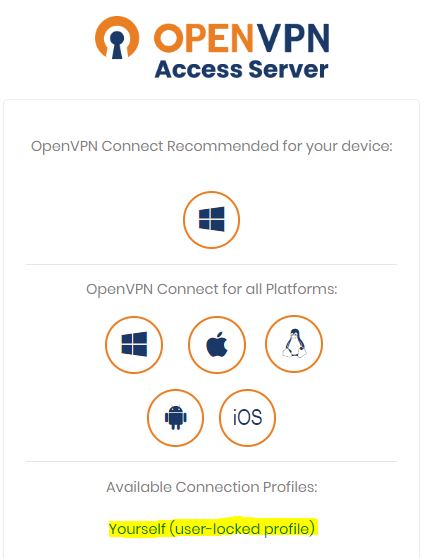 OPENVPN
Access Server
OpenVPN Connect Recommended for your device:
OpenVPN Connect for all Platforms:
iOS
Available Connection Profiles:
Yourself (user-locked profile)